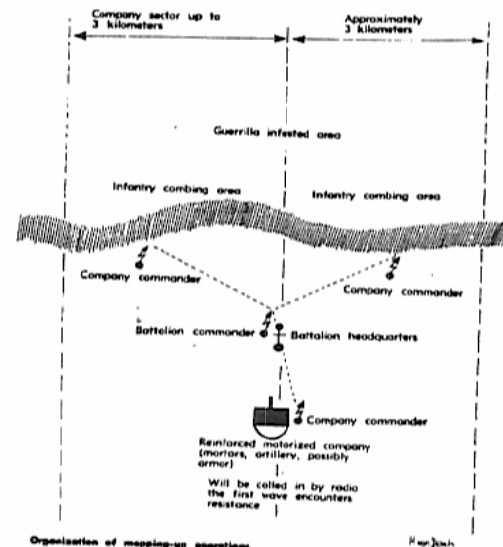 Company sector up to
3 kilometers
Approximately
3 kilometers
Guerrilla infested area
Infantry combing area
Infantry combing area
Company commander
Company commander
Battalion commander
Battalion headquarters
Company commander
Reinforced motorized company
(mortars, artillery, possibly
armor)
Will be called in by radio
the first wave encounters
resistance
Organization of mopping-up operations